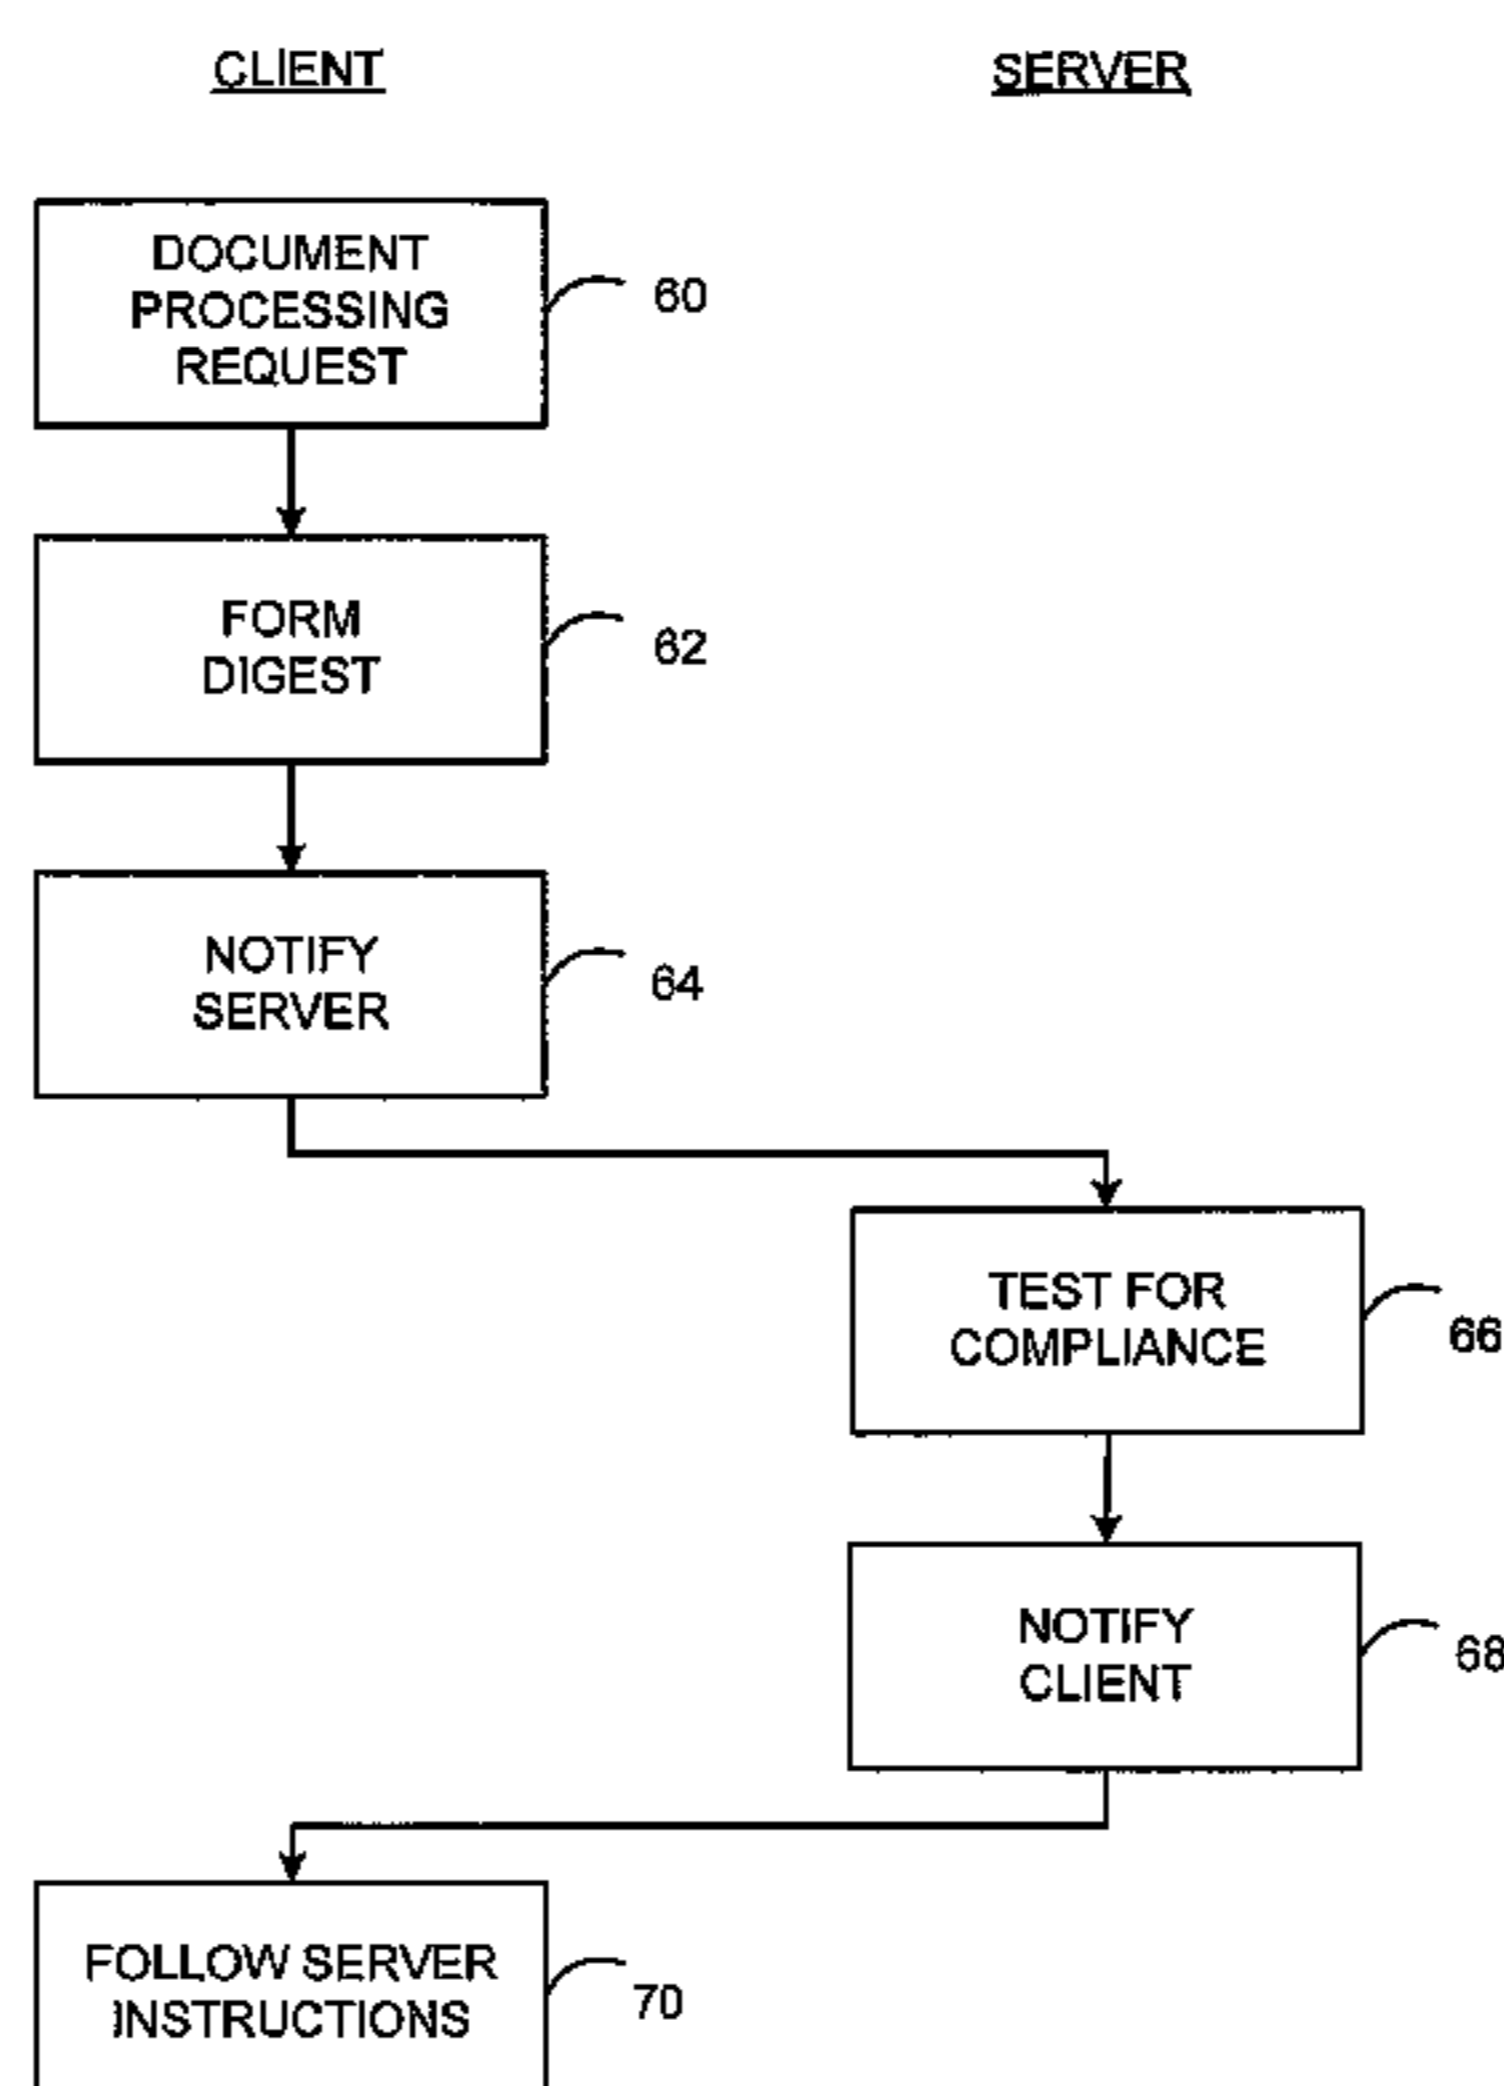 CLIENT
SERVER
DOCUMENT
PROCESSING
REQUEST
60
FORM
DIGEST
62
NOTIFY
SERVER
64
TEST FOR
COMPLIANCE
66
NOTIFY
CLIENT
68
FOLLOW SERVER
INSTRUCTIONS
70